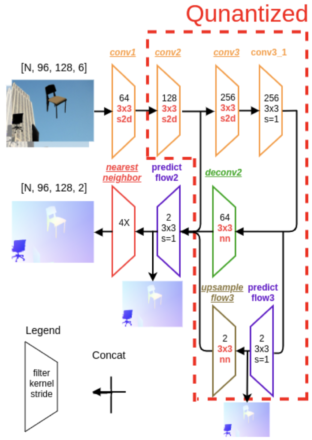 Qunantized
conv1
conv2
conv3
conv3_1
[N, 96, 128, 6]
64
3x3
s2d
128
3x3
s2d
256
3x3
s2d
256
3x3
s=1
nearest
neighbor
predict
flow2
deconv2
[N, 96, 128, 2]
4X
2
3x3
s=1
64
3x3
nn
upsample
flow3
predict
flow3
2
3x3
nn
2
3x3
s=1
Legend
filter
kernel
stride
Concat